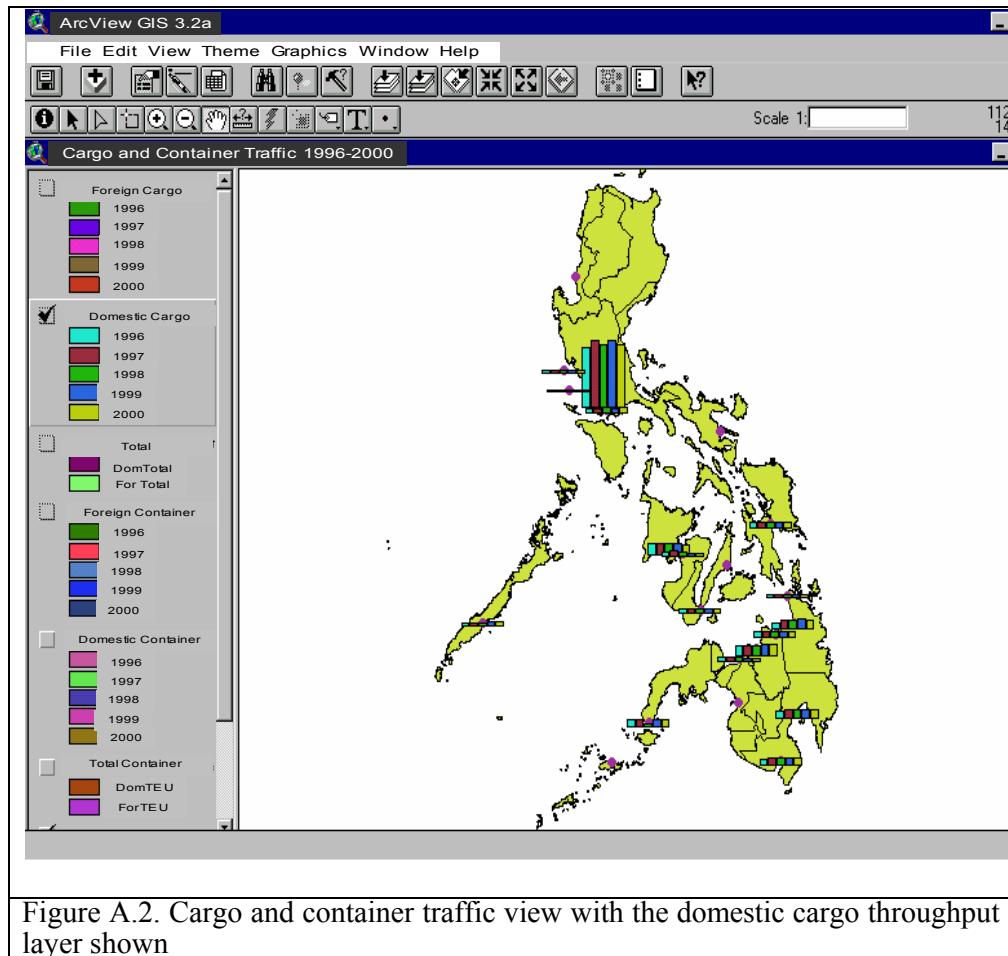 ArcView GIS 3.2a
File Edit View Theme Graphics Window Help
T
Scale 1:
112
14
Cargo and Container Traffic 1996-2000
Foreign Cargo
1996
1997
1998
1999
2000
Domestic Cargo
1996
1997
1998
1999
2000
Total
DomTotal
For Total
Foreign Container
1996
1997
1998
1999
2000
Domestic Container
1996
1997
1998
1999
2000
Total Container
DomTEU
ForTEU
Figure A.2. Cargo and container traffic view with the domestic cargo throughput
layer shown